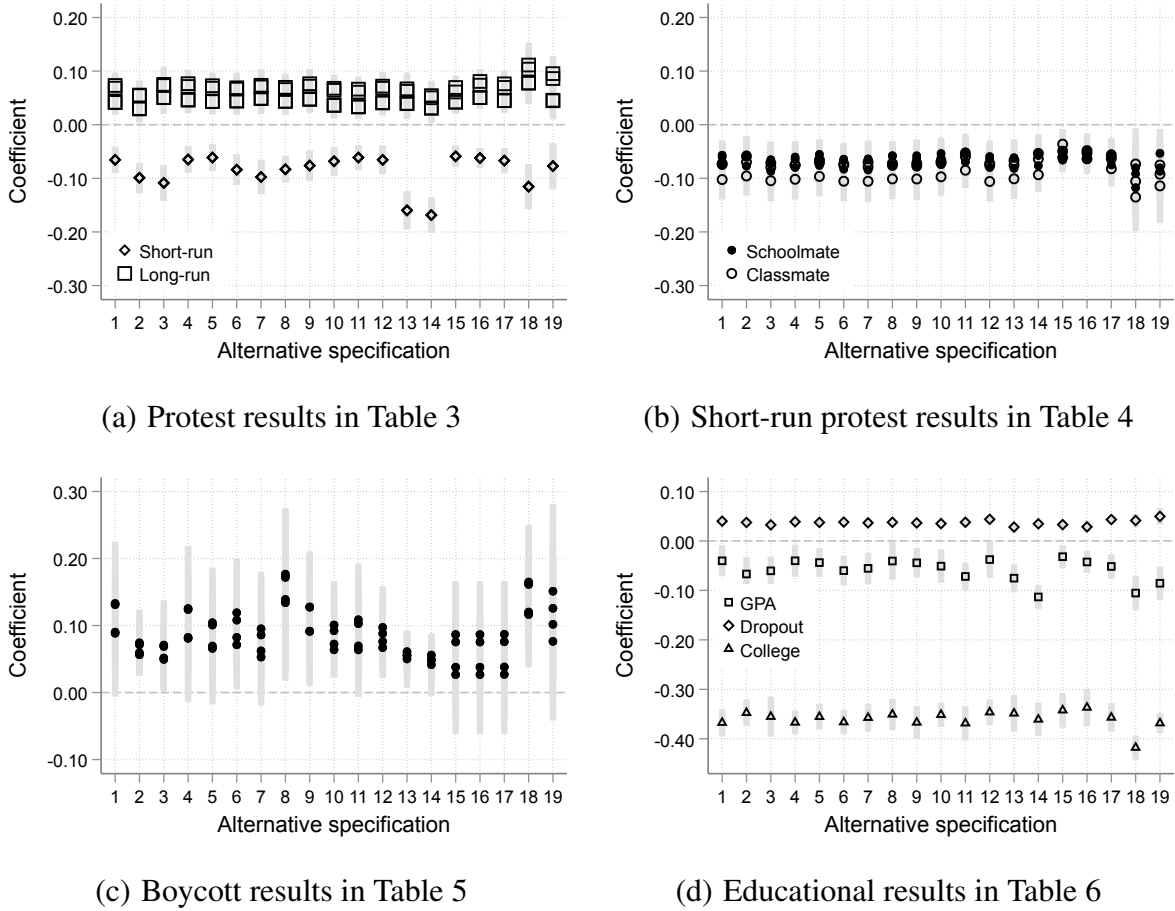 0.20
0.10
0.00
-0.10
-0.20
-0.30
Coefficient
Short-run
Long-run
1 2 3 4 5 6 7 8 9 10 11 12 13 14 15 16 17 18 19
Alternative specification
(a) Protest results in Table 3
0.20
0.10
0.00
-0.10
-0.20
-0.30
Coefficient
Schoolmate
Classmate
1 2 3 4 5 6 7 8 9 10 11 12 13 14 15 16 17 18 19
Alternative specification
(b) Short-run protest results in Table 4
0.30
0.20
0.10
0.00
-0.10
Coefficient
1 2 3 4 5 6 7 8 9 10 11 12 13 14 15 16 17 18 19
Alternative specification
(c) Boycott results in Table 5
0.10
0.00
-0.10
-0.20
-0.30
-0.40
Coefficient
GPA
Dropout
College
1 2 3 4 5 6 7 8 9 10 11 12 13 14 15 16 17 18 19
Alternative specification
(d) Educational results in Table 6